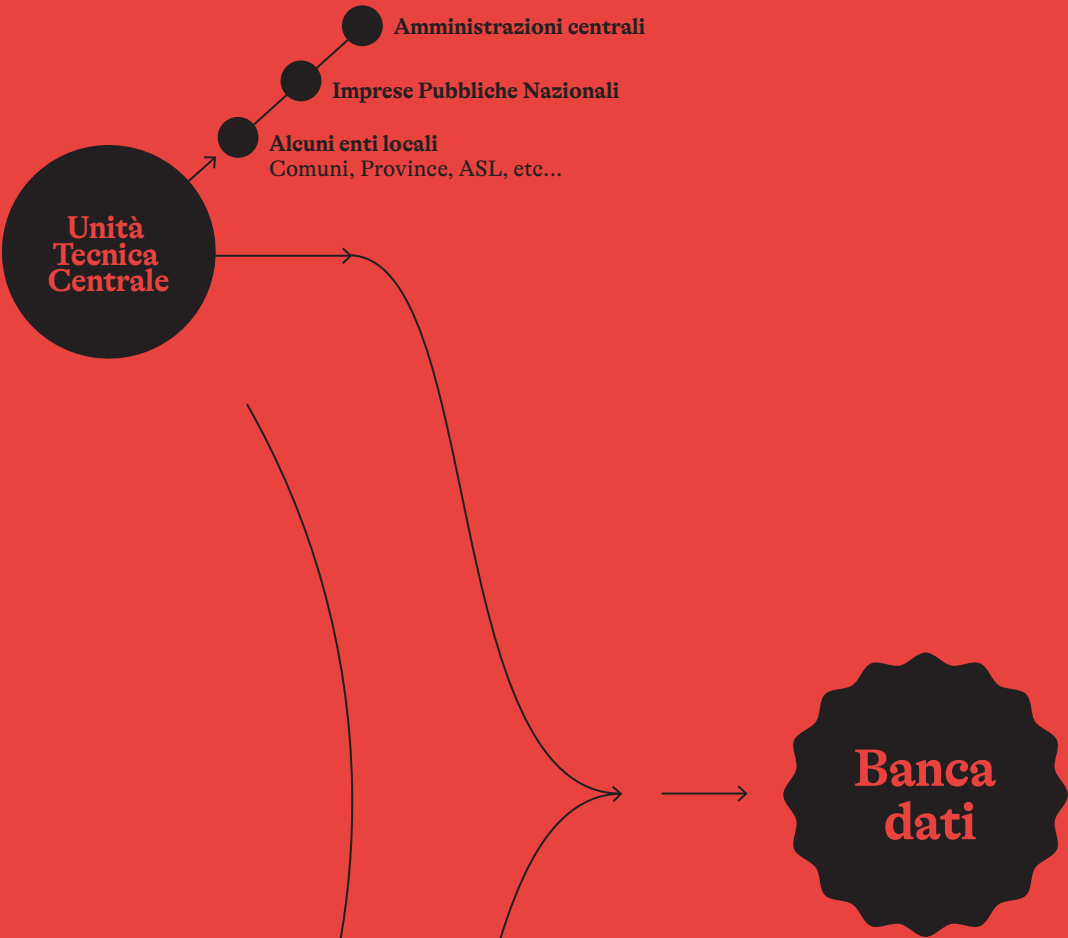 Amministrazioni centrali
Imprese Pubbliche Nazionali
Alcuni enti locali
Comuni, Province, ASL, etc...
Unità
Tecnica
Centrale
Banca
dati